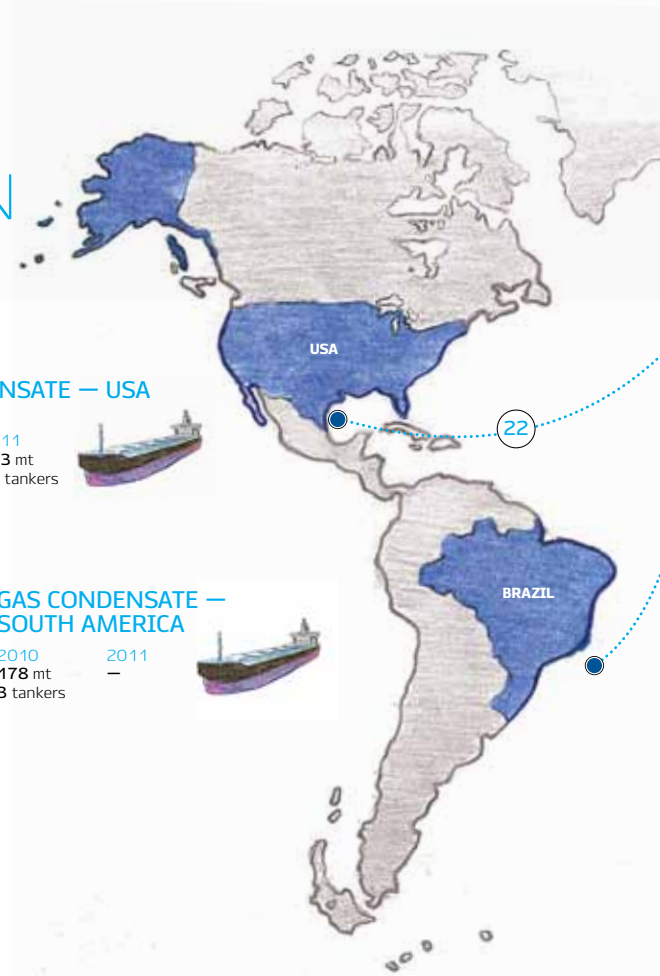 N
NSATE — USA
11
3 mt
tankers
GAS CONDENSATE —
SOUTH AMERICA
2010 2011
178 mt —
3 tankers
USA
22
BRAZIL